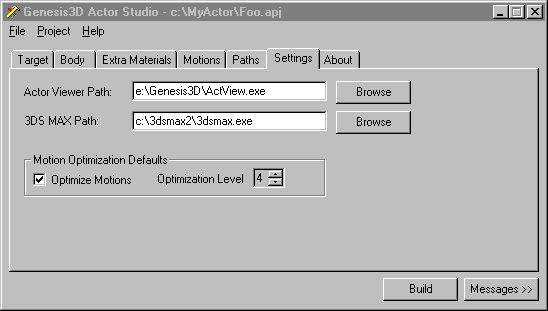 Genesis3D Actor Studio - c:\MyActor\Foo.apj
File Project Help
Target Body Extra Materials Motions Paths Settings About
Actor Viewer Path: e:\Genesis3D\ActView.exe Browse
3DS MAX Path: c:\3dsmax2\3dsmax.exe Browse
Motion Optimization Defaults
Optimize Motions Optimization Level 4
Build Messages >>